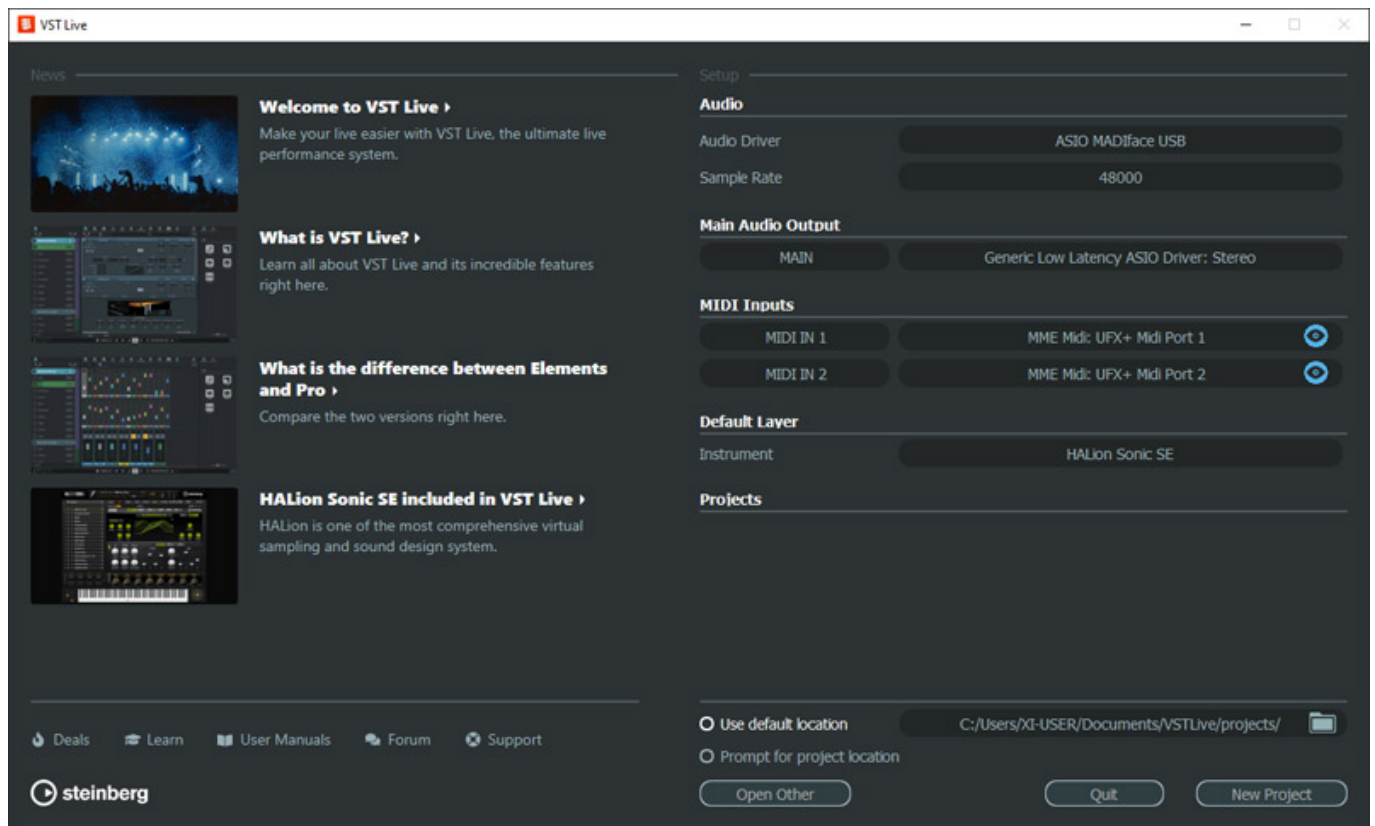 VST Live
News
Welcome to VST Live
Make your live easier with VST Live, the ultimate live
performance system.
What is VST Live?
Learn all about VST Live and its incredible features
right here.
What is the difference between Elements
and Pro
Compare the two versions right here.
HALion Sonic SE included in VST Live
HALion is one of the most comprehensive virtual
sampling and sound design system.
Deals Learn User Manuals Forum Support
steinberg
Setup
Audio
Audio Driver ASIO MADIface USB
Sample Rate 48000
Main Audio Output
MAIN Generic Low Latency ASIO Driver: Stereo
MIDI Inputs
MIDI IN 1 MME Midi: UFX+ Midi Port 1
MIDI IN 2 MME Midi: UFX+ Midi Port 2
Default Layer
Instrument HALion Sonic SE
Projects
Use default location C:/Users/XI-USER/Documents/VSTLive/projects/
Prompt for project location
Open Other Quit New Project